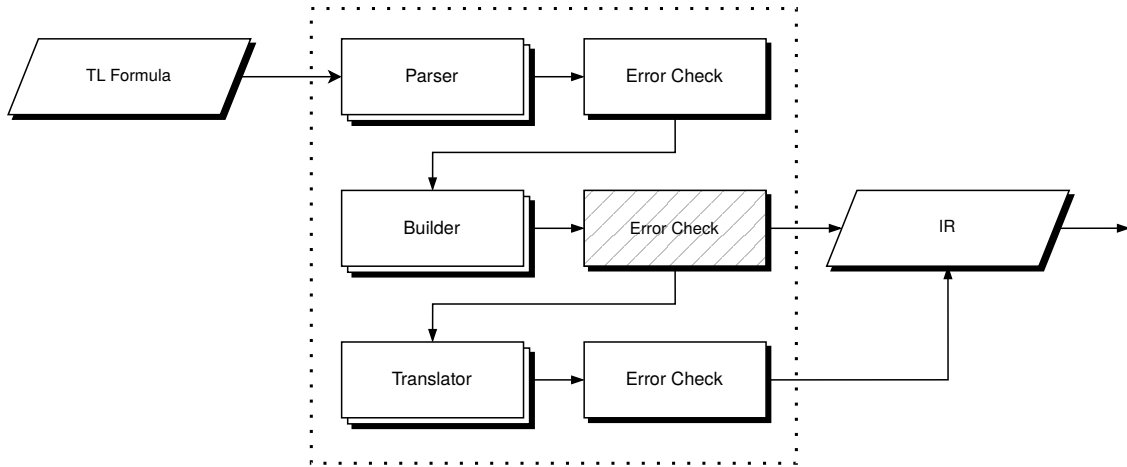 TL Formula
Parser
Error Check
Builder
Error Check
IR
Translator
Error Check